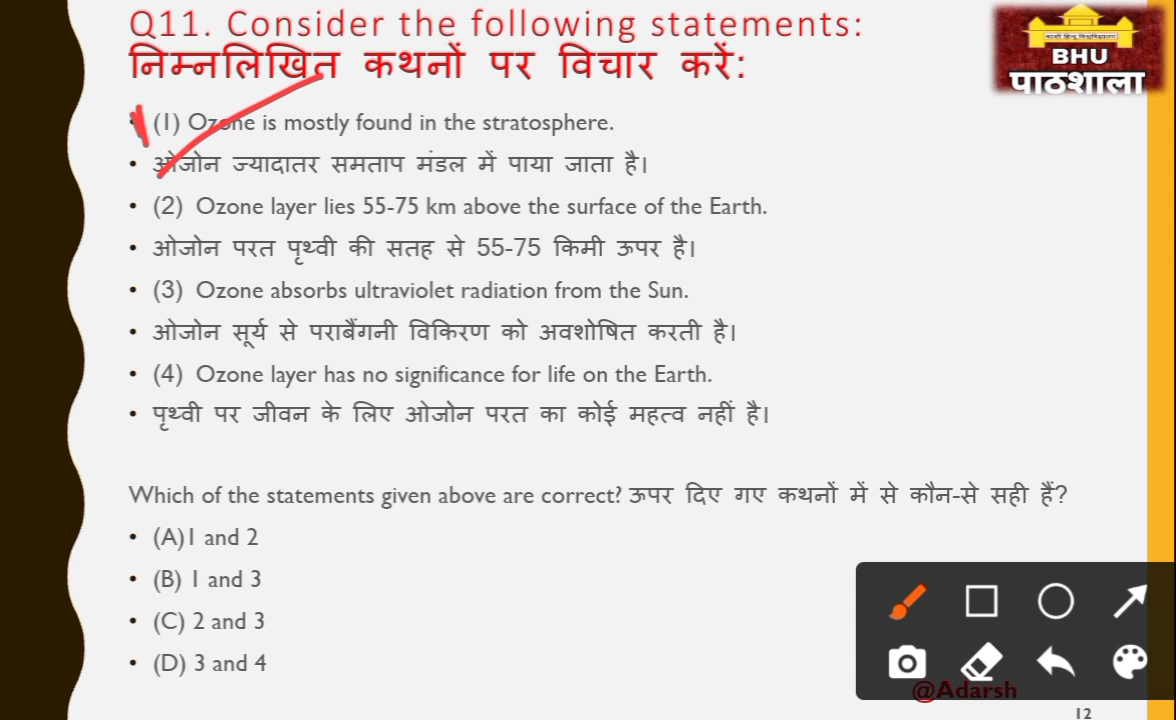 Q11. Consider the following statements:
निम्नलिखित कथनों पर विचार करें:
BHU
पाठशाला
• (1) Ozone is mostly found in the stratosphere.
• ओजोन ज्यादातर समताप मंडल में पाया जाता है।
• (2) Ozone layer lies 55-75 km above the surface of the Earth.
• ओजोन परत पृथ्वी की सतह से 55-75 किमी ऊपर है।
• (3) Ozone absorbs ultraviolet radiation from the Sun.
• ओजोन सूर्य से पराबैंगनी विकिरण को अवशोषित करती है।
• (4) Ozone layer has no significance for life on the Earth.
• पृथ्वी पर जीवन के लिए ओजोन परत का कोई महत्व नहीं है।
Which of the statements given above are correct? ऊपर दिए गए कथनों में से कौन-से सही हैं?
• (A)1 and 2
• (B) 1 and 3
• (C) 2 and 3
• (D) 3 and 4
@Adarsh
12